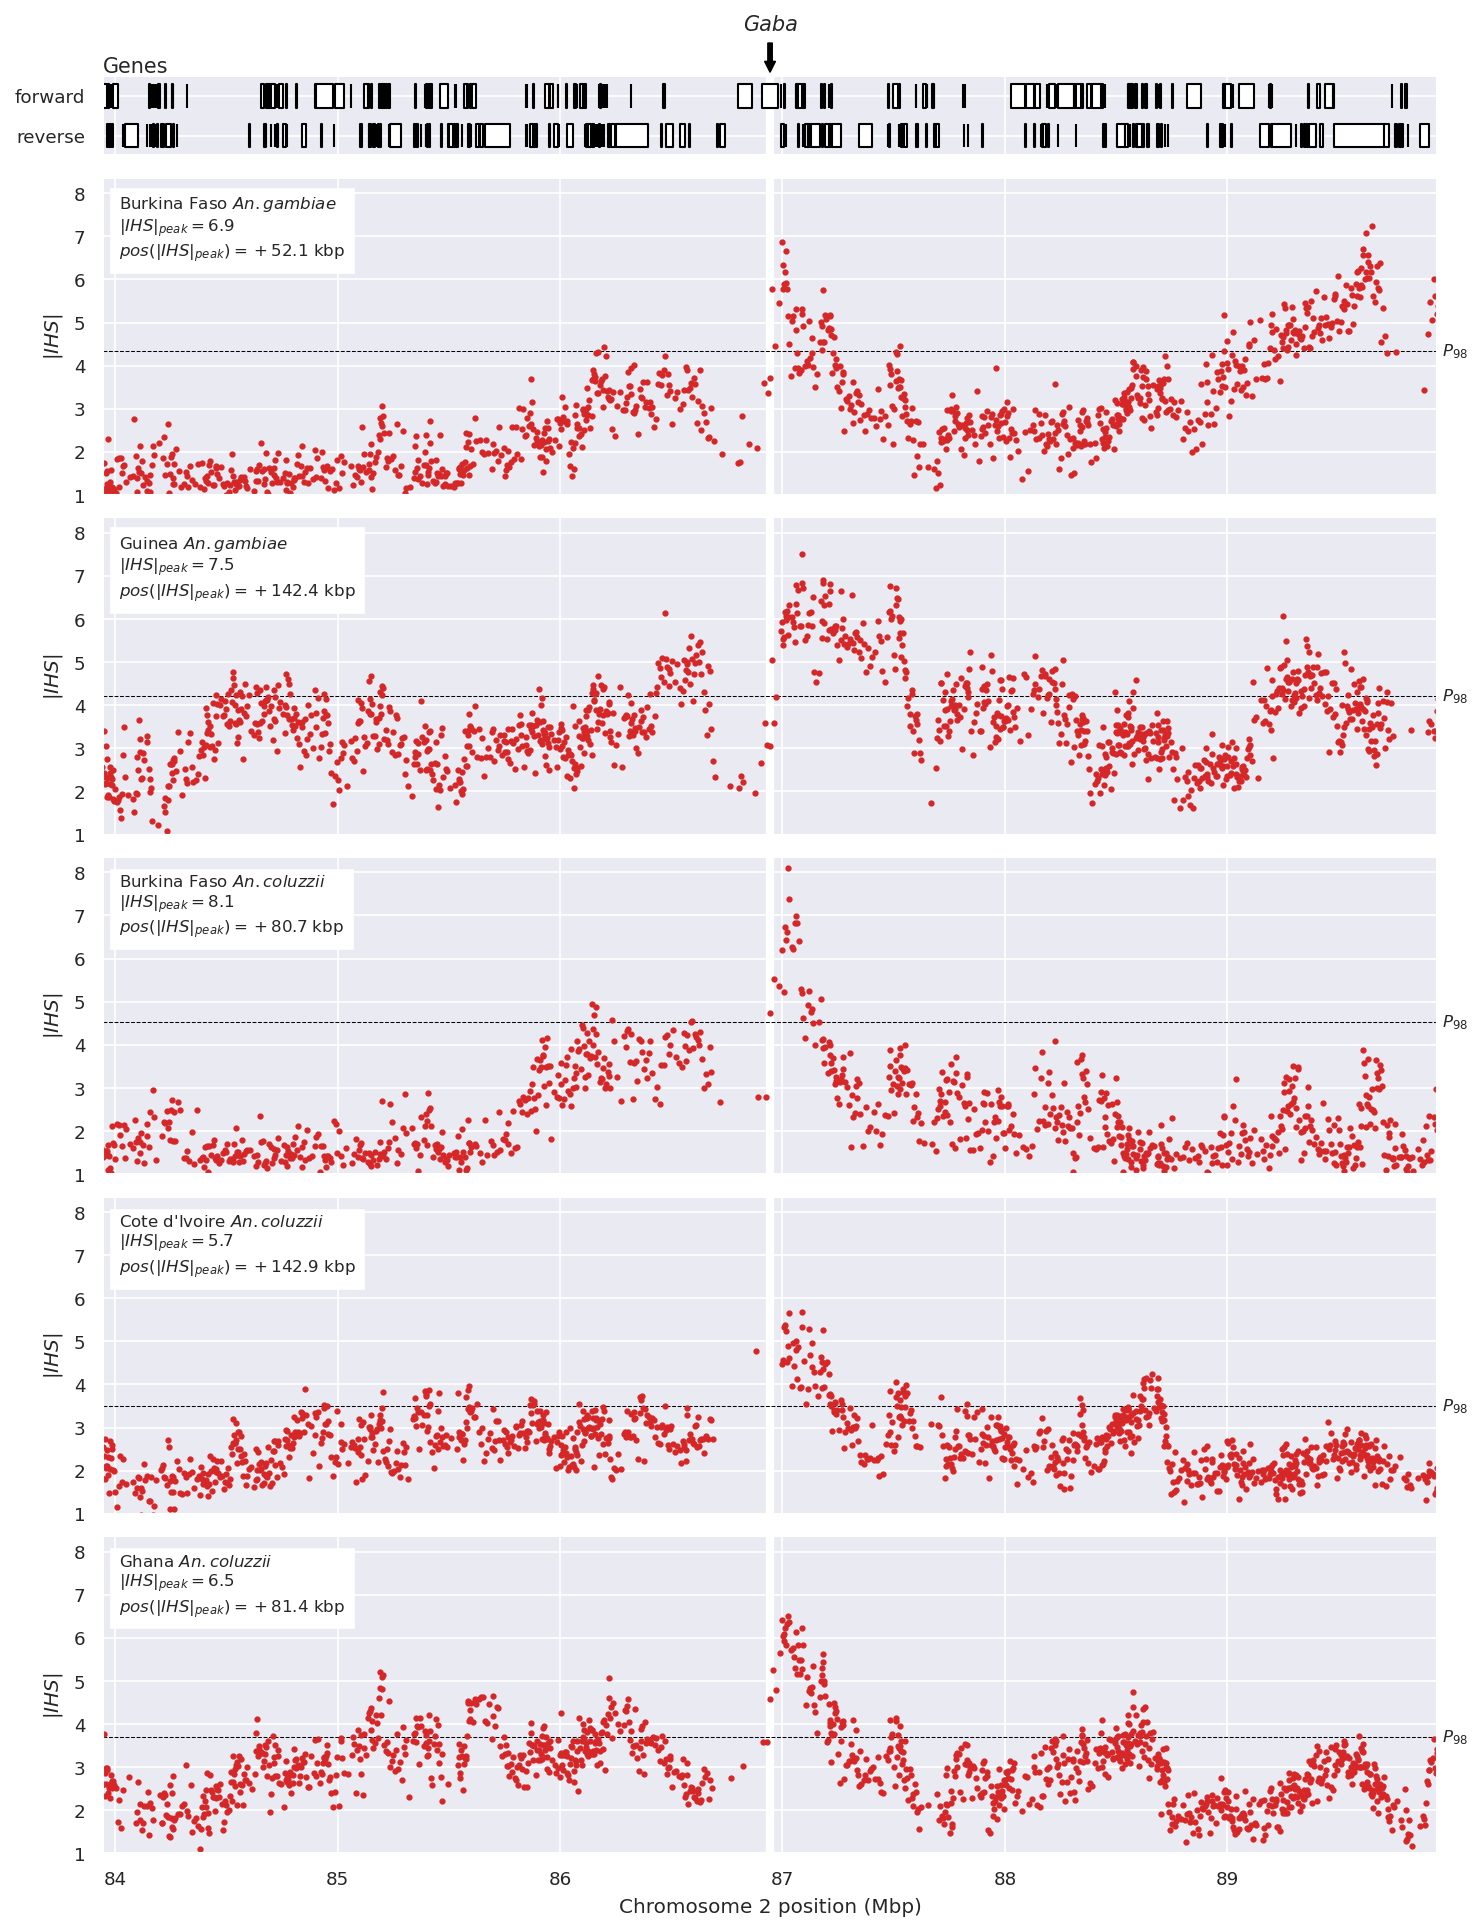 Gaba
Genes
forward
reverse
8
Burkina Faso An. gambiae
|IHS|peak = 6.9
7
pos(|IHS|peak) = +52.1 kbp
6
5
|IHS|
4
P98
3
2
1
8
Guinea An. gambiae
|IHS|peak = 7.5
7
pos(|IHS|peak) = +142.4 kbp
6
5
|IHS|
4
P98
3
2
1
8
Burkina Faso An. coluzzii
|IHS|peak = 8.1
7
pos(|IHS|peak) = +80.7 kbp
6
5
|IHS|
P98
4
3
2
1
8
Cote d'Ivoire An. coluzzii
|IHS|peak = 5.7
7
pos(|IHS|peak) = +142.9 kbp
6
5
|IHS|
4
P98
3
2
1
8
Ghana An. coluzzii
|IHS|peak = 6.5
7
pos(|IHS|peak) = +81.4 kbp
6
5
|IHS|
4
P98
3
2
1
84 85 86 87 88 89
Chromosome 2 position (Mbp)